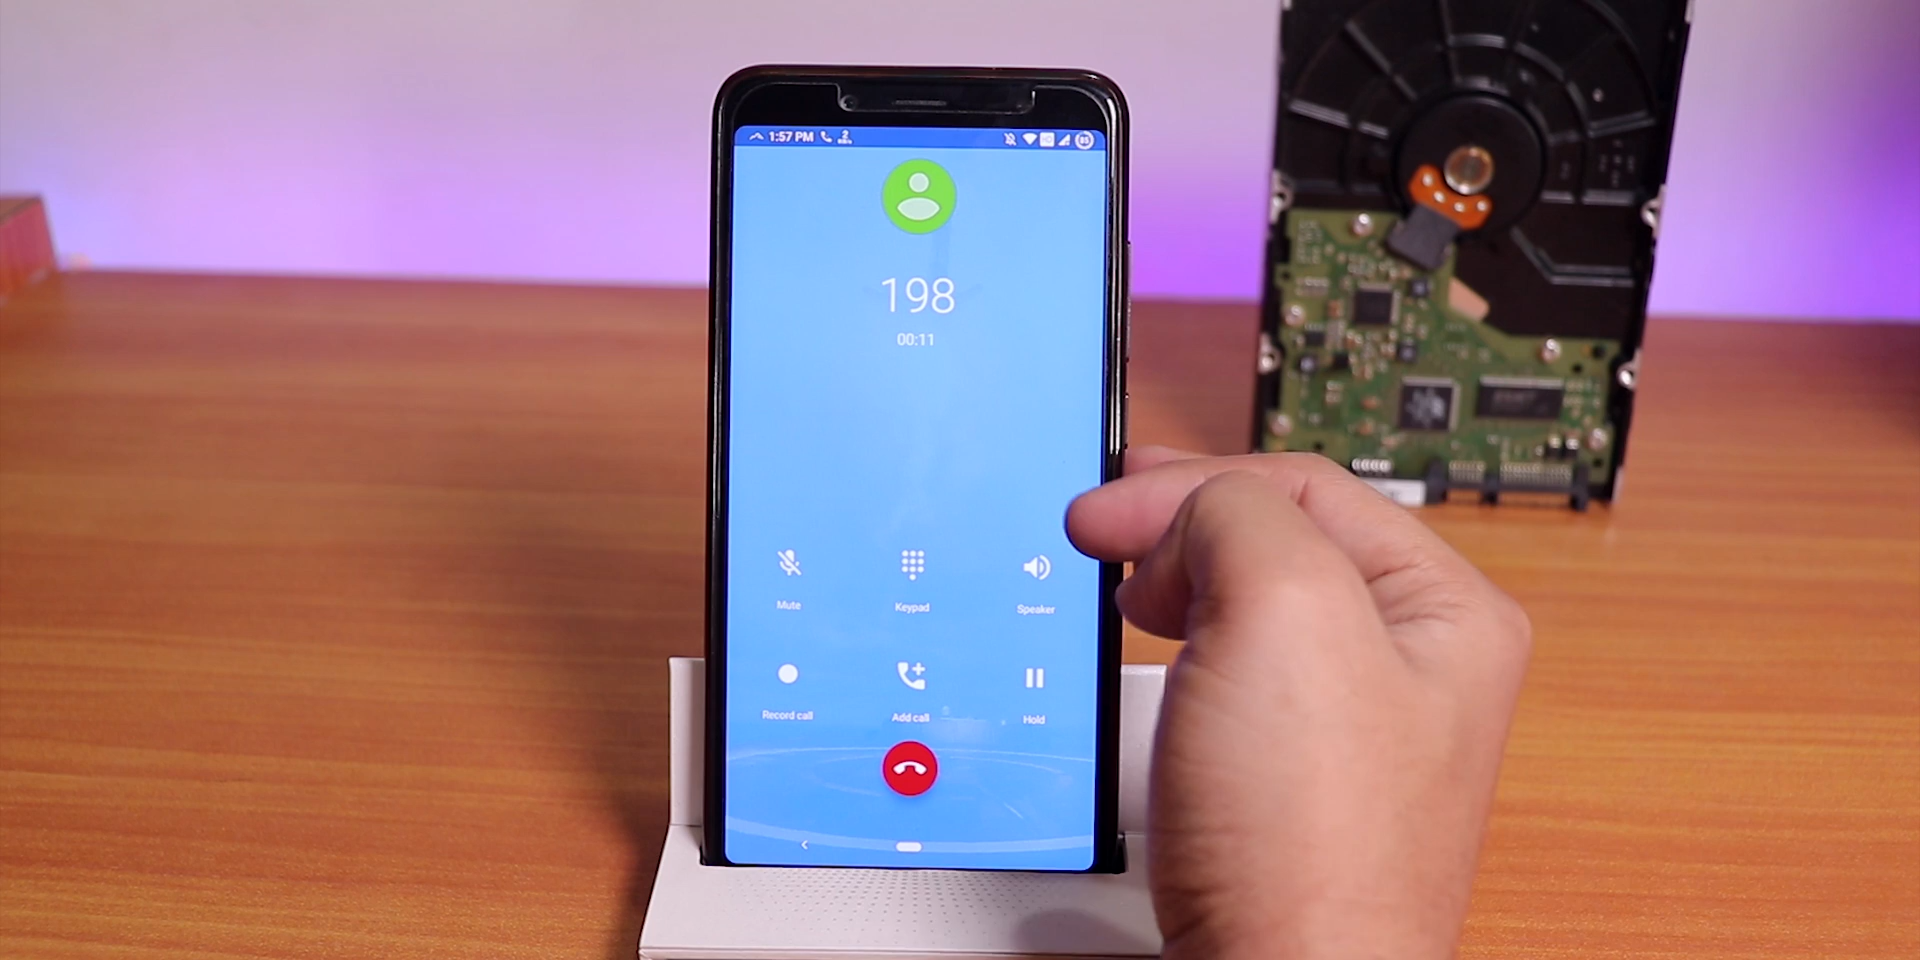 1:57 PM
198
00:11
Mute
Keypad
Speaker
Record call
Add call
Hold